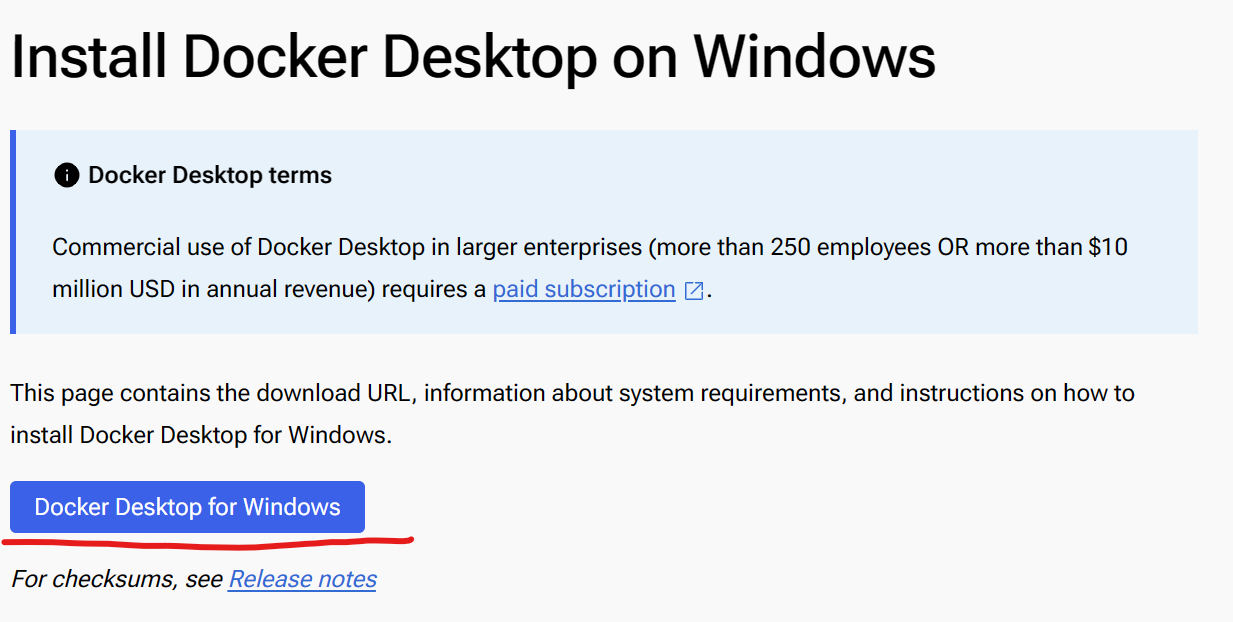 Install Docker Desktop on Windows
Docker Desktop terms
Commercial use of Docker Desktop in larger enterprises (more than 250 employees OR more than $10
million USD in annual revenue) requires a paid subscription.
This page contains the download URL, information about system requirements, and instructions on how to
install Docker Desktop for Windows.
Docker Desktop for Windows
For checksums, see Release notes